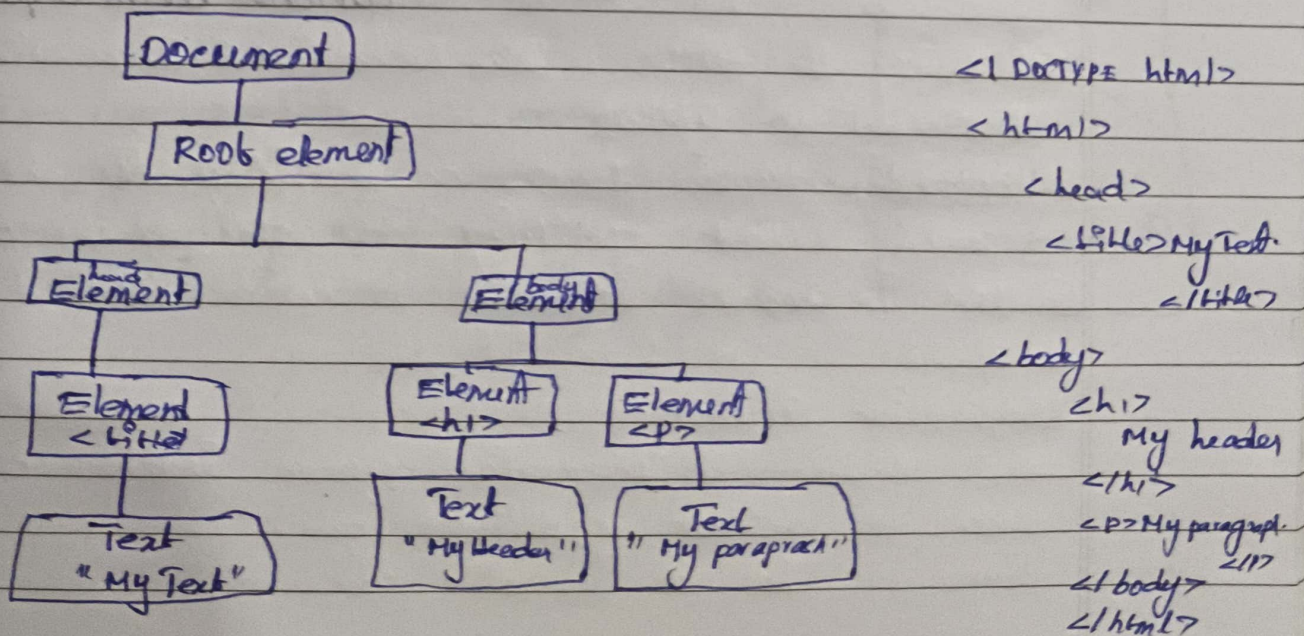 Document
Root element
head
Element
body
Element
Element
<title
Element
<h1>
Element
<p>
Text
"My Text"
Text
"My Header"
Text
"My paraprach"
<! DOCTYPE html>
<html>
<head>
<title>My Text.
</title>
<body>
<h1>
My header
</h1>
<p>My paragraph.
</p>
</body>
</html>